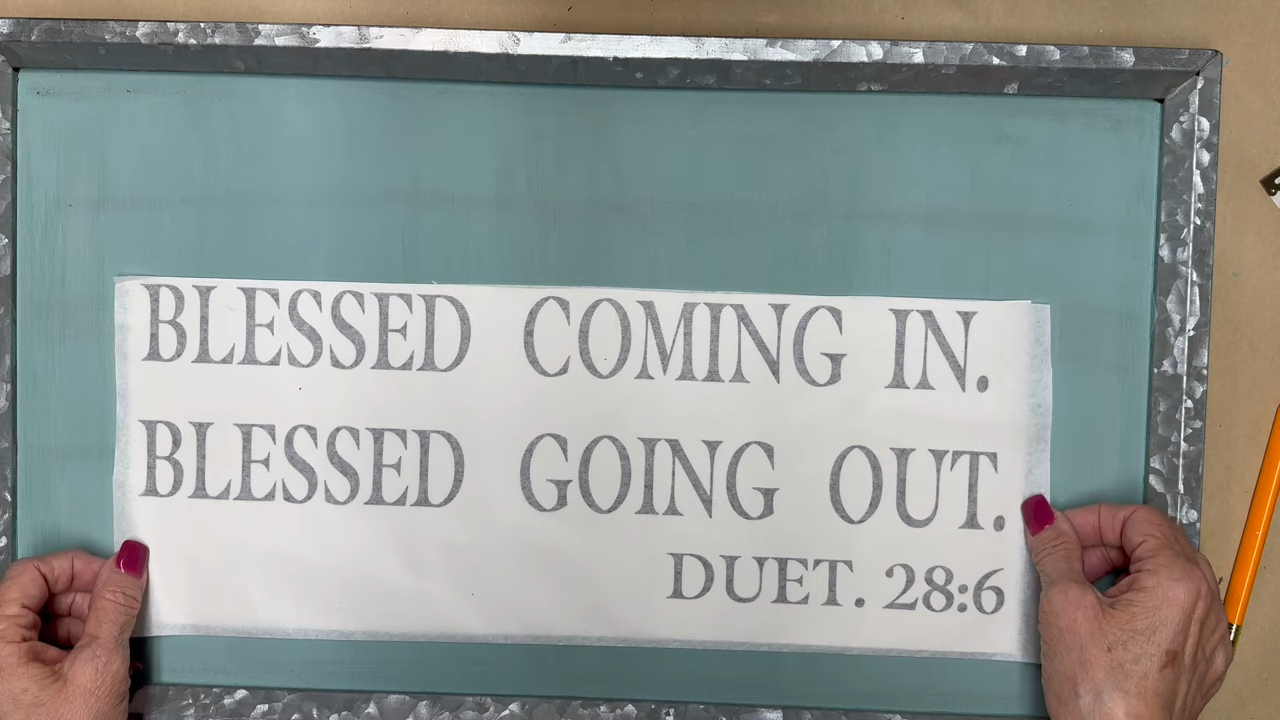 BLESSED COMING IN.
BLESSED GOING OUT.
DUET. 28:6